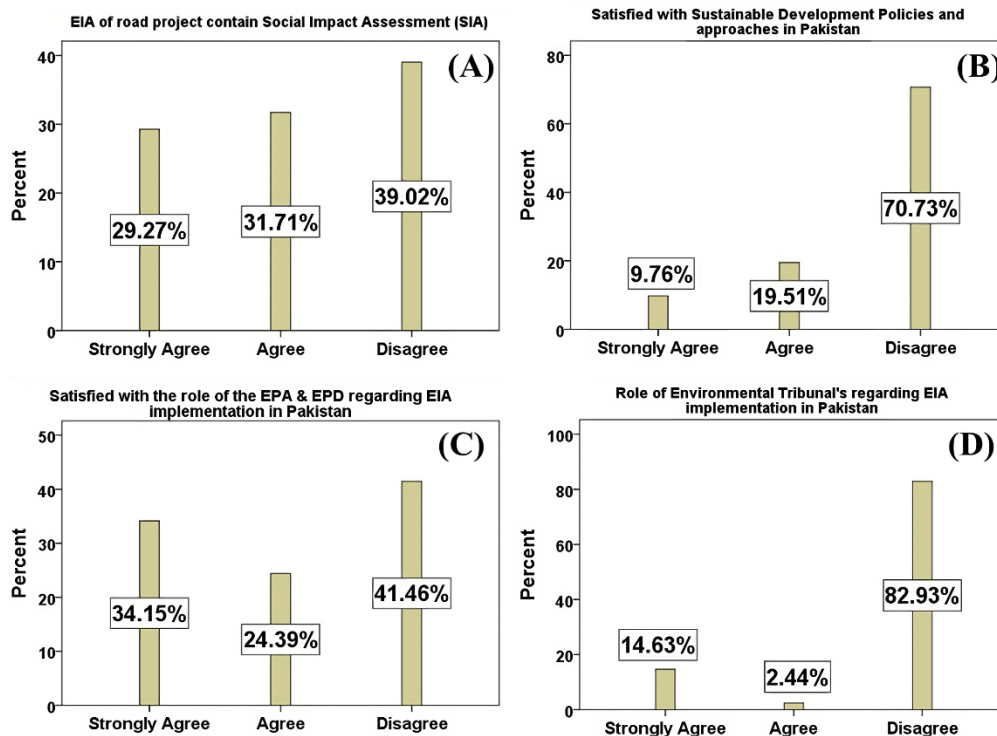 EIA of road project contain Social Impact Assessment (SIA)
(A)
Percent
40
30
20
10
0
29.27%
31.71%
39.02%
Strongly Agree
Agree
Disagree
Satisfied with Sustainable Development Policies and
approaches in Pakistan
(B)
Percent
80
60
40
20
0
9.76%
19.51%
70.73%
Strongly Agree
Agree
Disagree
Satisfied with the role of the EPA & EPD regarding EIA
implementation in Pakistan
(C)
Percent
50
40
30
20
10
0
34.15%
24.39%
41.46%
Strongly Agree
Agree
Disagree
Role of Environmental Tribunal's regarding EIA
implementation in Pakistan
(D)
Percent
100
80
60
40
20
0
14.63%
2.44%
82.93%
Strongly Agree
Agree
Disagree